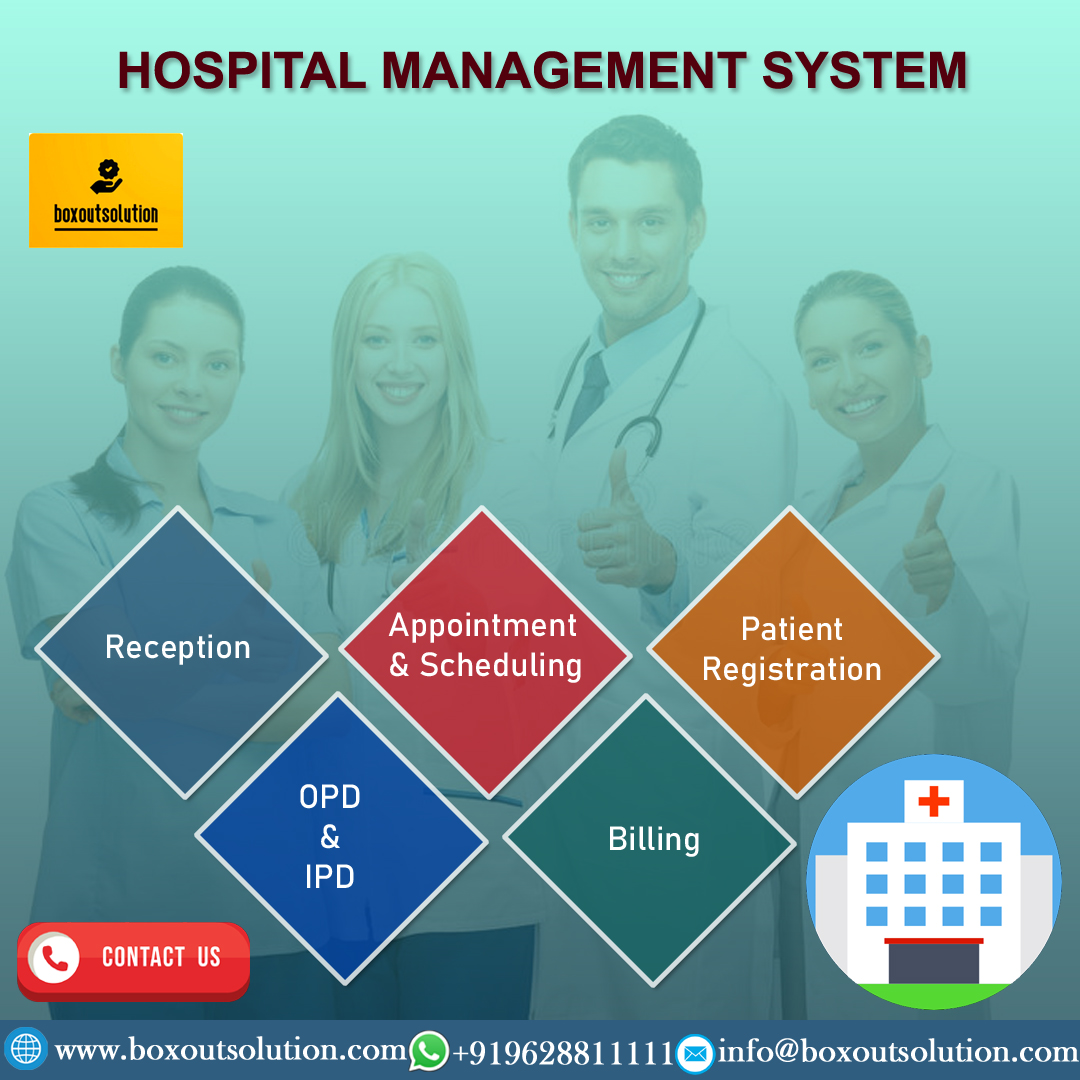 HOSPITAL MANAGEMENT SYSTEM
boxoutsolution
Reception
Appointment
& Scheduling
Patient
Registration
OPD
&
IPD
Billing
CONTACT US
www.boxoutsolution.com
+919628811111
info@boxoutsolution.com